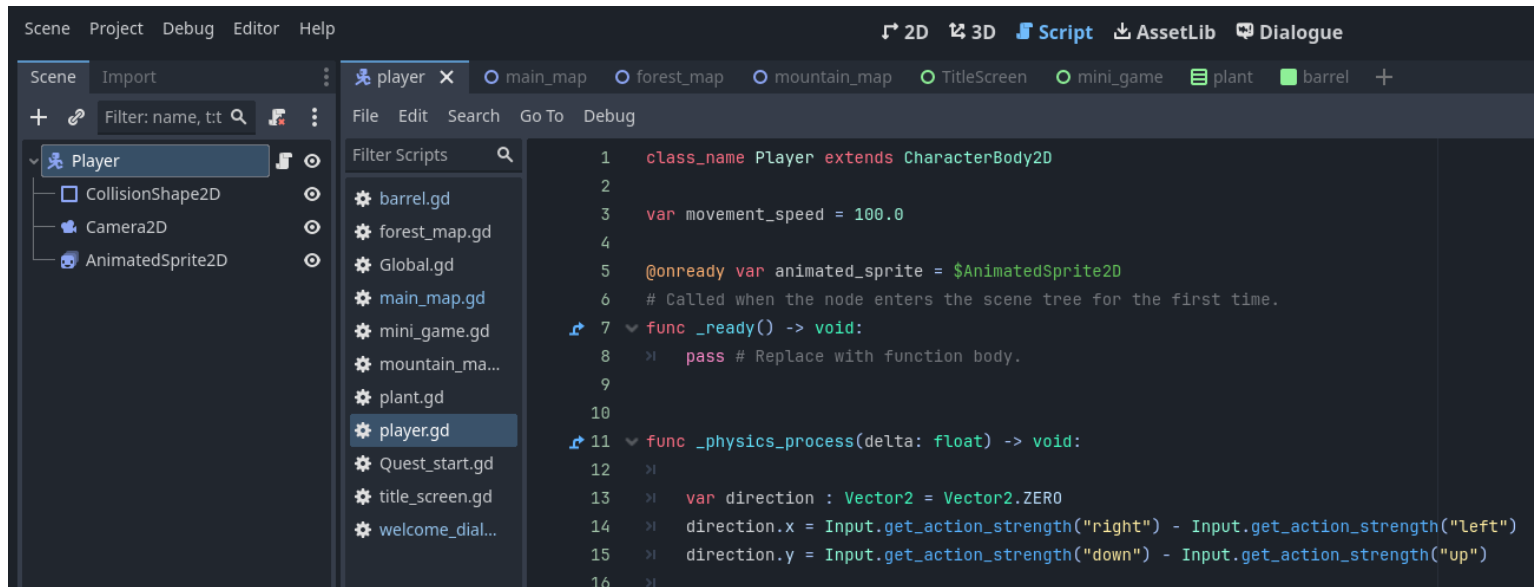 Scene Project Debug Editor Help
2D 3D Script AssetLib Dialogue
Scene Import
player main_map forest_map mountain_map TitleScreen mini_game plant barrel
Filter: name, t:t
File Edit Search Go To Debug
Player
CollisionShape2D
Camera2D
AnimatedSprite2D
Filter Scripts
barrel.gd
forest_map.gd
Global.gd
main_map.gd
mini_game.gd
mountain_ma...
plant.gd
player.gd
Quest_start.gd
title_screen.gd
welcome_dial...
1 class_name Player extends CharacterBody2D
2
3 var movement_speed = 100.0
4
5 @onready var animated_sprite = $AnimatedSprite2D
6 # Called when the node enters the scene tree for the first time.
7 func _ready() -> void:
8 pass # Replace with function body.
9
10
11 func _physics_process(delta: float) -> void:
12
13 var direction : Vector2 = Vector2.ZERO
14 direction.x = Input.get_action_strength("right") - Input.get_action_strength("left")
15 direction.y = Input.get_action_strength("down") - Input.get_action_strength("up")
16